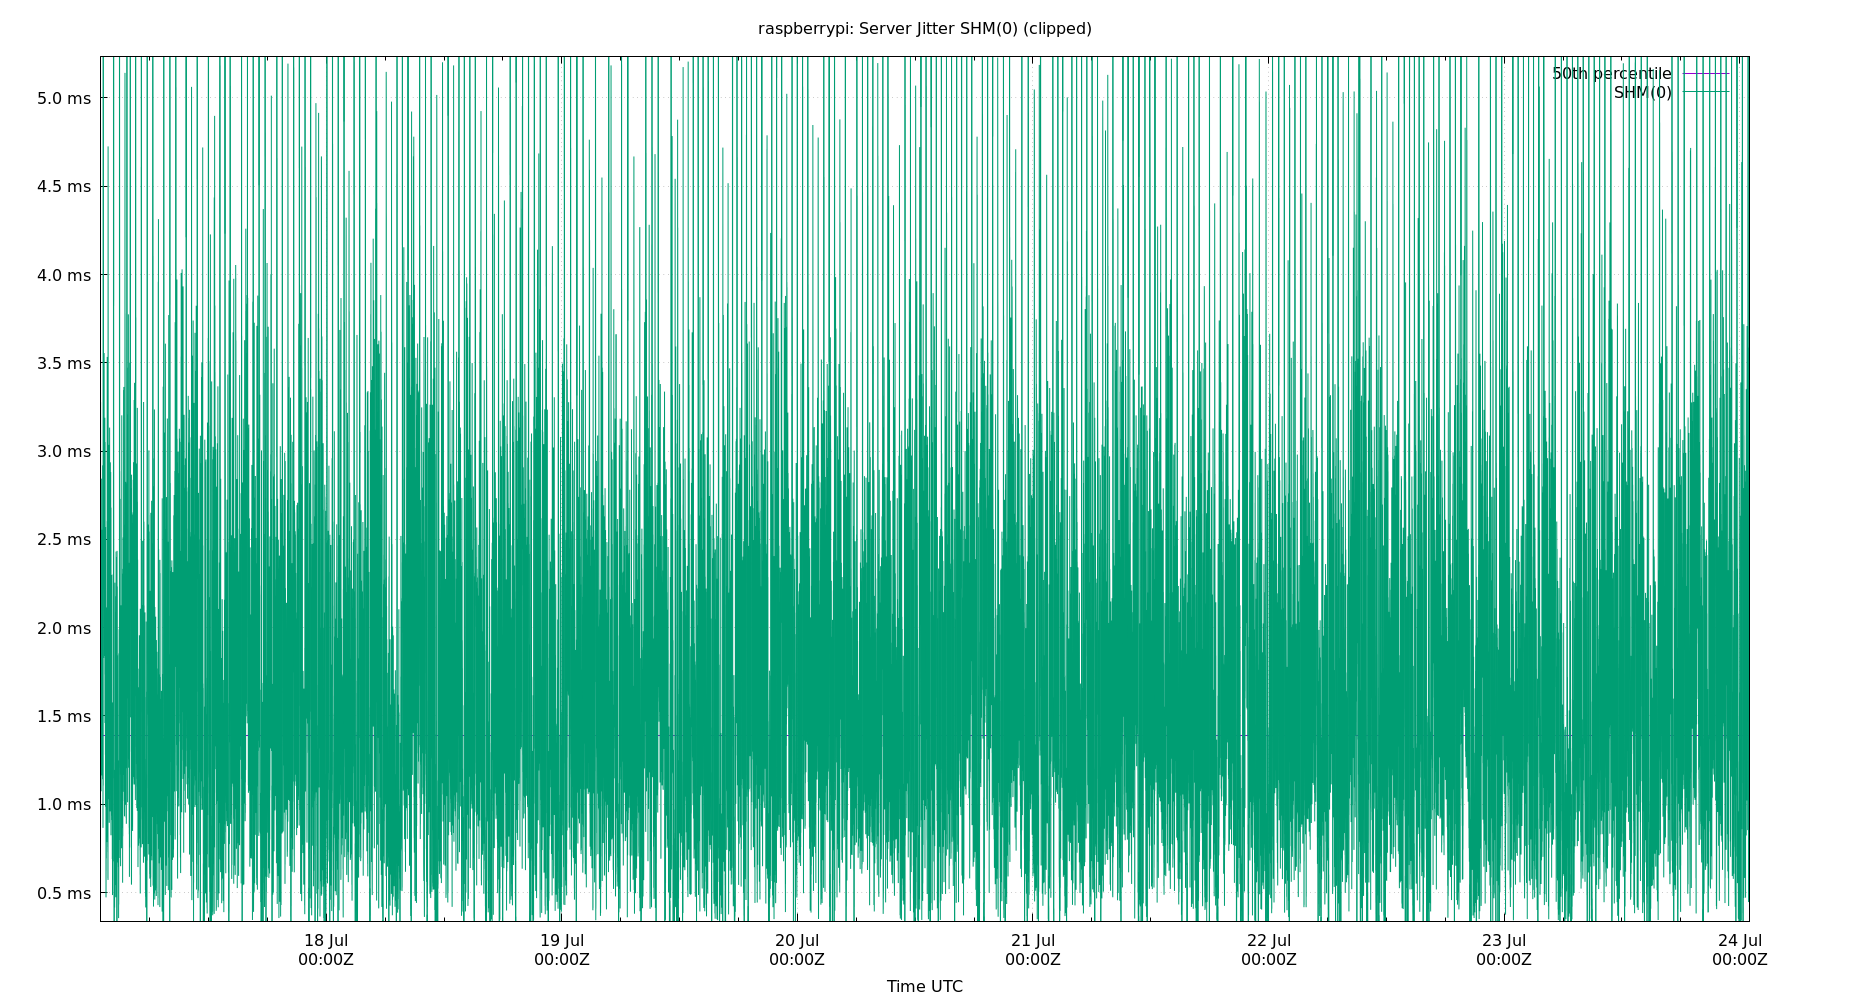 raspberrypi: Server Jitter SHM(0) (clipped)
50th percentile
SHM(0)
5.0 ms
4.5 ms
4.0 ms
3.5 ms
3.0 ms
2.5 ms
2.0 ms
1.5 ms
1.0 ms
0.5 ms
18 Jul 19 Jul 20 Jul 21 Jul 22 Jul 23 Jul 24 Jul
00:00Z 00:00Z 00:00Z 00:00Z 00:00Z 00:00Z 00:00Z
Time UTC